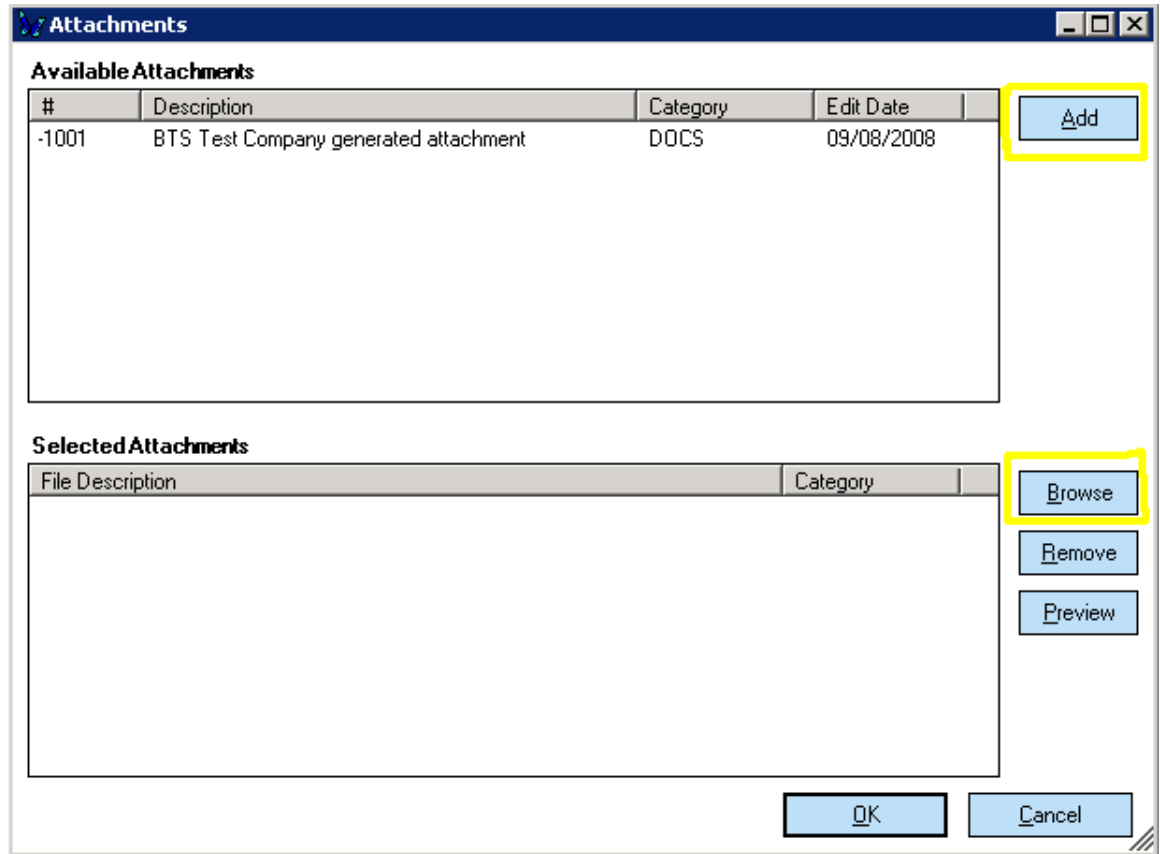 Attachments
Available Attachments
# Description Category Edit Date
Add
-1001 BTS Test Company generated attachment DOCS 09/08/2008
Selected Attachments
File Description Category
Browse
Remove
Preview
OK Cancel